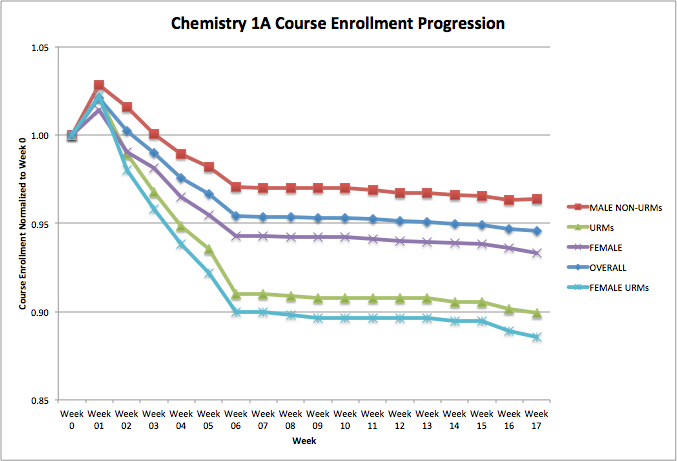 Chemistry 1A Course Enrollment Progression
Course Enrollment Normalized to Week 0
1.05
1.00
0.95
0.90
0.85
Week Week Week Week Week Week Week Week Week Week Week Week Week Week Week Week Week Week
0 01 02 03 04 05 06 07 08 09 10 11 12 13 14 15 16 17
Week
MALE NON-URMs
URMs
FEMALE
OVERALL
FEMALE URMs